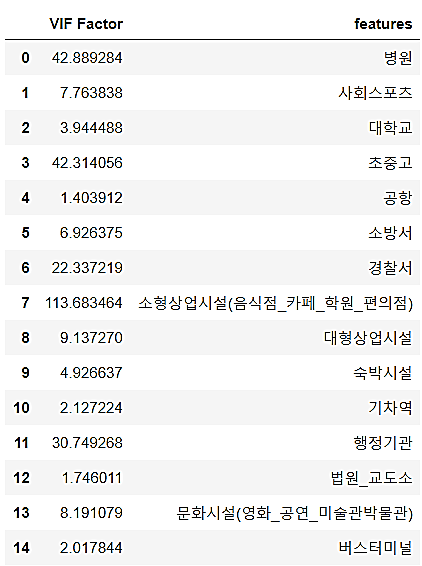 VIF Factor features
0 42.889284 병원
1 7.763838 사회스포츠
2 3.944488 대학교
3 42.314056 초중고
4 1.403912 공항
5 6.926375 소방서
6 22.337219 경찰서
7 113.683464 소형상업시설(음식점_카페_학원_편의점)
8 9.137270 대형상업시설
9 4.926637 숙박시설
10 2.127224 기차역
11 30.749268 행정기관
12 1.746011 법원_교도소
13 8.191079 문화시설(영화_공연_미술관박물관)
14 2.017844 버스터미널